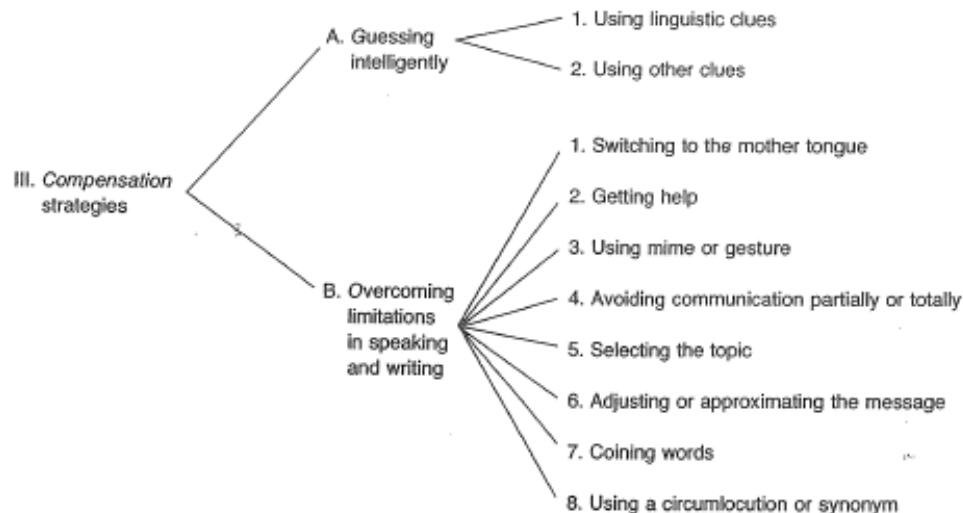 A. Guessing
intelligently
1. Using linguistic clues
2. Using other clues
III. Compensation
strategies
B. Overcoming
limitations
in speaking
and writing
1. Switching to the mother tongue
2. Getting help
3. Using mime or gesture
4. Avoiding communication partially or totally
5. Selecting the topic
6. Adjusting or approximating the message
7. Coining words
8. Using a circumlocution or synonym